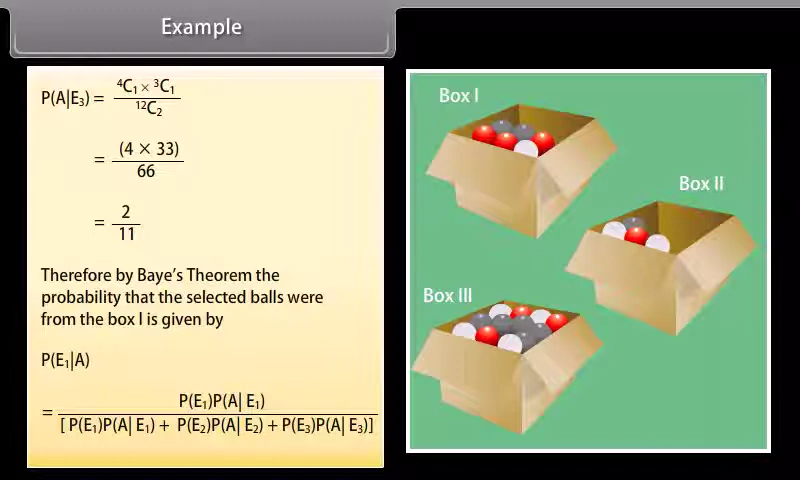 Example
P(A|E₃) = ⁴C₁ × ³C₁ / ¹²C₂
= (4 × 33) / 66
= 2 / 11
Therefore by Baye's Theorem the
probability that the selected balls were
from the box I is given by
P(E₁|A)
= P(E₁)P(A| E₁) / [ P(E₁)P(A| E₁) + P(E₂)P(A| E₂) + P(E₃)P(A| E₃)]
Box I
Box II
Box III